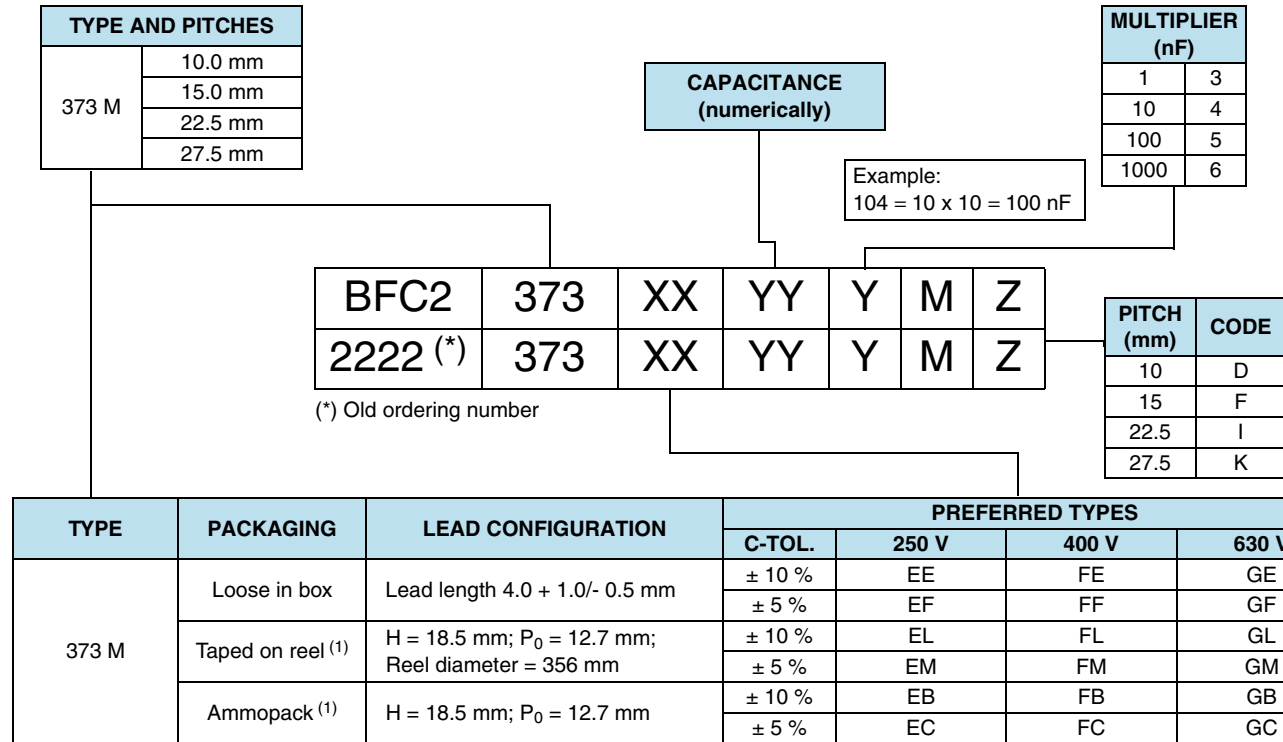 TYPE AND PITCHES
373 M
10.0 mm
15.0 mm
22.5 mm
27.5 mm
CAPACITANCE
(numerically)
MULTIPLIER
(nF)
1 3
10 4
100 5
1000 6
Example:
104 = 10 x 10 = 100 nF
BFC2 373 XX YY Y M Z
2222 (*) 373 XX YY Y M Z
(*) Old ordering number
PITCH
(mm)
CODE
10 D
15 F
22.5 I
27.5 K
TYPE PACKAGING LEAD CONFIGURATION PREFERRED TYPES
C-TOL. 250 V 400 V 630 V
373 M
Loose in box Lead length 4.0 + 1.0/- 0.5 mm
± 10 % EE FE GE
± 5 % EF FF GF
Taped on reel (1)
H = 18.5 mm; P0 = 12.7 mm;
Reel diameter = 356 mm
± 10 % EL FL GL
± 5 % EM FM GM
Ammopack (1) H = 18.5 mm; P0 = 12.7 mm
± 10 % EB FB GB
± 5 % EC FC GC